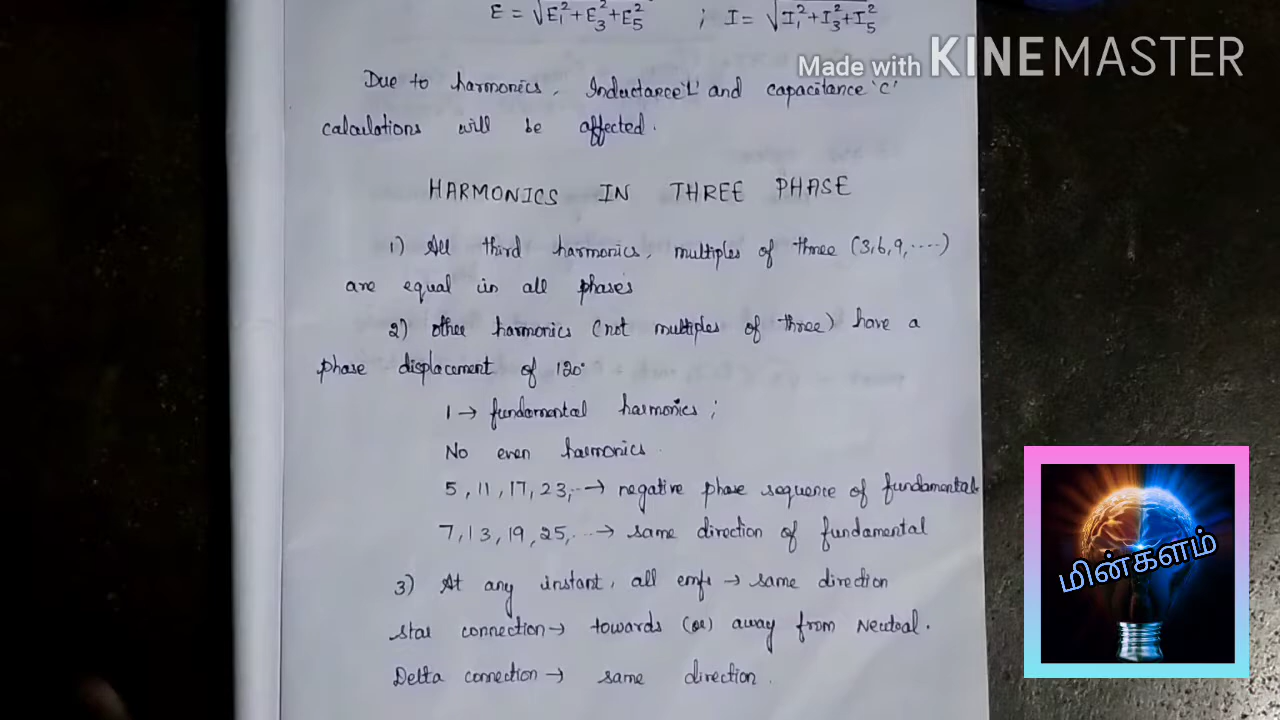 E = √E₁²+E₃²+E₅² ; I = √I₁²+I₃²+I₅²
Made with KINEMASTER
Due to harmonics, Inductance 'L' and capacitance 'C'
calculations will be affected.
HARMONICS IN THREE PHASE
1) All third harmonics, multiples of three (3,6,9,....)
are equal in all phases
2) other harmonics (not multiples of three) have a
phase displacement of 120°
1 → fundamental harmonics ;
No even harmonics.
5, 11, 17, 23,..→ negative phase sequence of fundamental.
7, 13, 19, 25,...→ same direction of fundamental
மின்களம்
3) At any instant, all emfs → same direction
Star connection → towards (or) away from Neutral.
Delta connection → same direction.